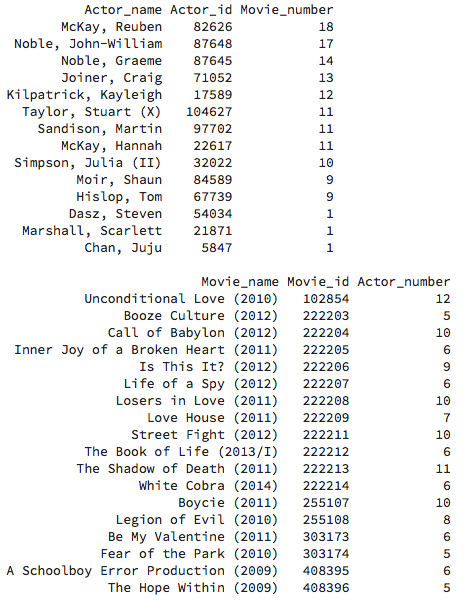 Actor_name Actor_id Movie_number
McKay, Reuben 82626 18
Noble, John-William 87648 17
Noble, Graeme 87645 14
Joiner, Craig 71052 13
Kilpatrick, Kayleigh 17589 12
Taylor, Stuart (X) 104627 11
Sandison, Martin 97702 11
McKay, Hannah 22617 11
Simpson, Julia (II) 32022 10
Moir, Shaun 84589 9
Hislop, Tom 67739 9
Dasz, Steven 54034 1
Marshall, Scarlett 21871 1
Chan, Juju 5847 1
Movie_name Movie_id Actor_number
Unconditional Love (2010) 102854 12
Booze Culture (2012) 222203 5
Call of Babylon (2012) 222204 10
Inner Joy of a Broken Heart (2011) 222205 6
Is This It? (2012) 222206 9
Life of a Spy (2012) 222207 6
Losers in Love (2011) 222208 10
Love House (2011) 222209 7
Street Fight (2012) 222211 10
The Book of Life (2013/I) 222212 6
The Shadow of Death (2011) 222213 11
White Cobra (2014) 222214 6
Boycie (2011) 255107 10
Legion of Evil (2010) 255108 8
Be My Valentine (2011) 303173 6
Fear of the Park (2010) 303174 5
A Schoolboy Error Production (2009) 408395 6
The Hope Within (2009) 408396 5